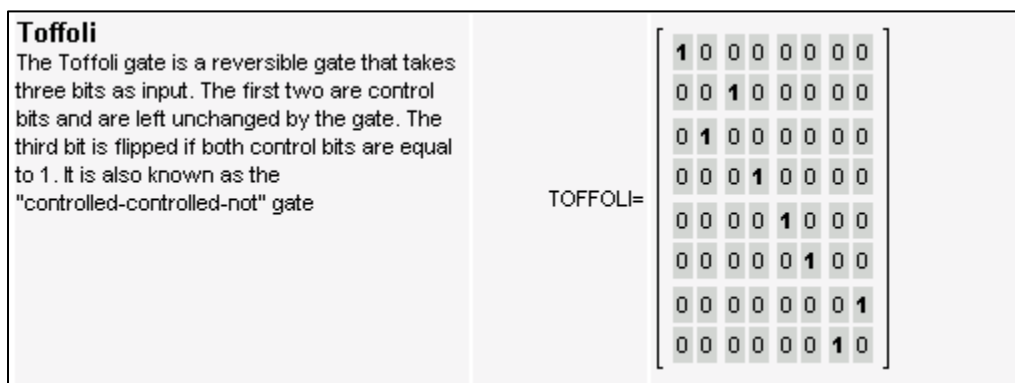 Toffoli
The Toffoli gate is a reversible gate that takes
three bits as input. The first two are control
bits and are left unchanged by the gate. The
third bit is flipped if both control bits are equal
to 1. It is also known as the
"controlled-controlled-not" gate
TOFFOLI=
1 0 0 0 0 0 0 0
0 0 1 0 0 0 0 0
0 1 0 0 0 0 0 0
0 0 0 1 0 0 0 0
0 0 0 0 1 0 0 0
0 0 0 0 0 1 0 0
0 0 0 0 0 0 0 1
0 0 0 0 0 0 1 0